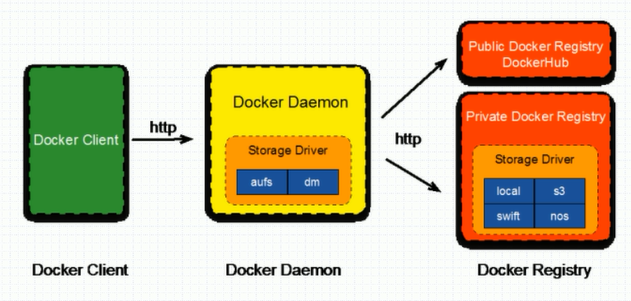 Docker Client
http
Docker Daemon
Storage Driver
aufs dm
http
Public Docker Registry
DockerHub
Private Docker Registry
Storage Driver
local s3
swift nos
Docker Client Docker Daemon Docker Registry